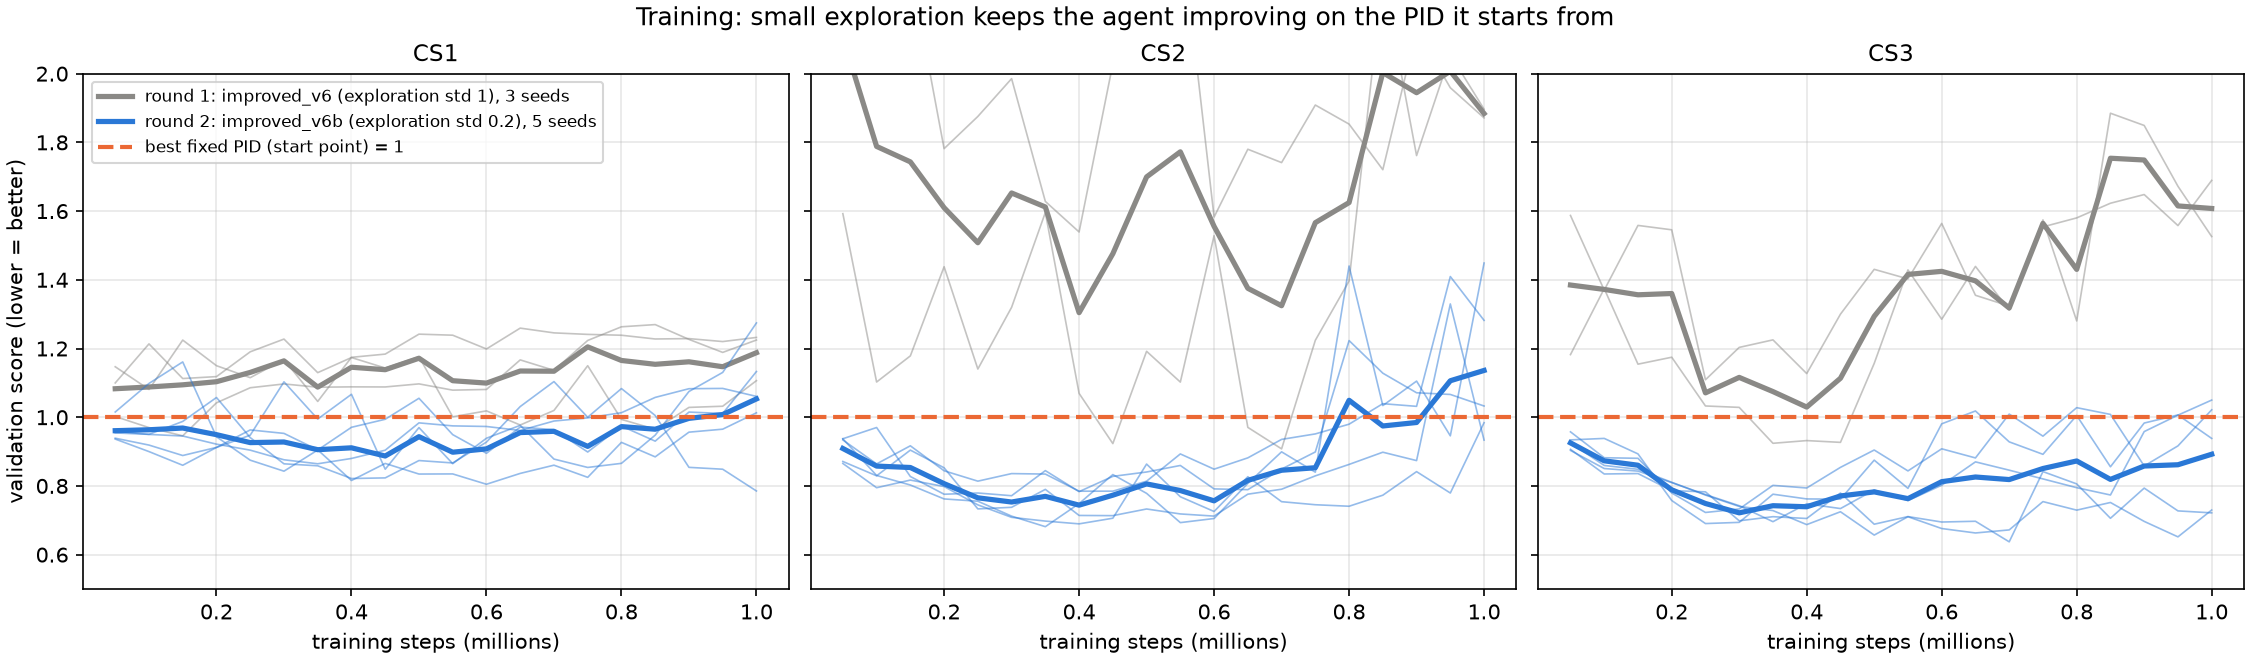 Training: small exploration keeps the agent improving on the PID it starts from
CS1
CS2
CS3
validation score (lower = better)
2.0
1.8
1.6
1.4
1.2
1.0
0.8
0.6
round 1: improved_v6 (exploration std 1), 3 seeds
round 2: improved_v6b (exploration std 0.2), 5 seeds
best fixed PID (start point) = 1
0.2 0.4 0.6 0.8 1.0
0.2 0.4 0.6 0.8 1.0
0.2 0.4 0.6 0.8 1.0
training steps (millions)
training steps (millions)
training steps (millions)